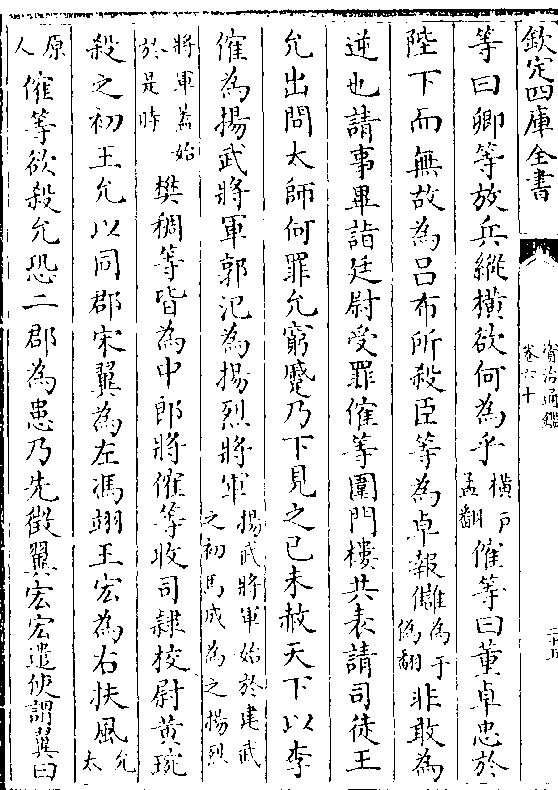 欽定四庫全書
資治通鑑
卷六十
二十五
等曰卿等放兵縱橫欲何為乎橫戶孟翻傕等曰董卓忠於
陛下而無故為呂布所殺臣等為卓報讎為于偽翻非敢為
逆也請事畢詣廷尉受罪傕等圍門樓共表請司徒王
允出問太師何罪允窮蹙乃下見之己未赦天下以李
傕為揚武將軍郭汜為揚烈將軍揚武將軍始於建武之初馬成為之揚烈
將軍蓋始於是時樊稠等皆為中郎將傕等收司隸校尉黃琬
殺之初王允以同郡宋翼為左馮翊王宏為右扶風允太
原人傕等欲殺允恐二郡為患乃先徵翼宏宏遣使謂翼曰